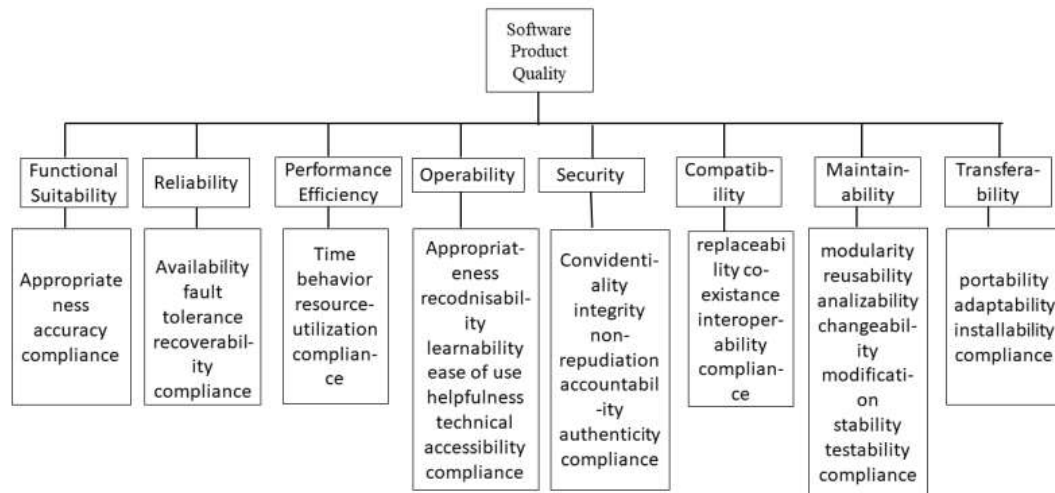 Software
Product
Quality
Functional
Suitability
Reliability
Performance
Efficiency
Operability
Security
Compatib-
ility
Maintain-
ability
Transfera-
bility
Appropriate
ness
accuracy
compliance
Availability
fault
tolerance
recoverabil-
ity
compliance
Time
behavior
resource-
utilization
complian-
ce
Appropriat-
eness
recodnisabil-
ity
learnability
ease of use
helpfulness
technical
accessibility
compliance
Convidenti-
ality
integrity
non-
repudiation
accountabil
-ity
authenticity
compliance
replaceabi
lity co-
existance
interoper-
ability
complian-
ce
modularity
reusability
analizability
changeabil-
ity
modificati-
on
stability
testability
compliance
portability
adaptability
installability
compliance